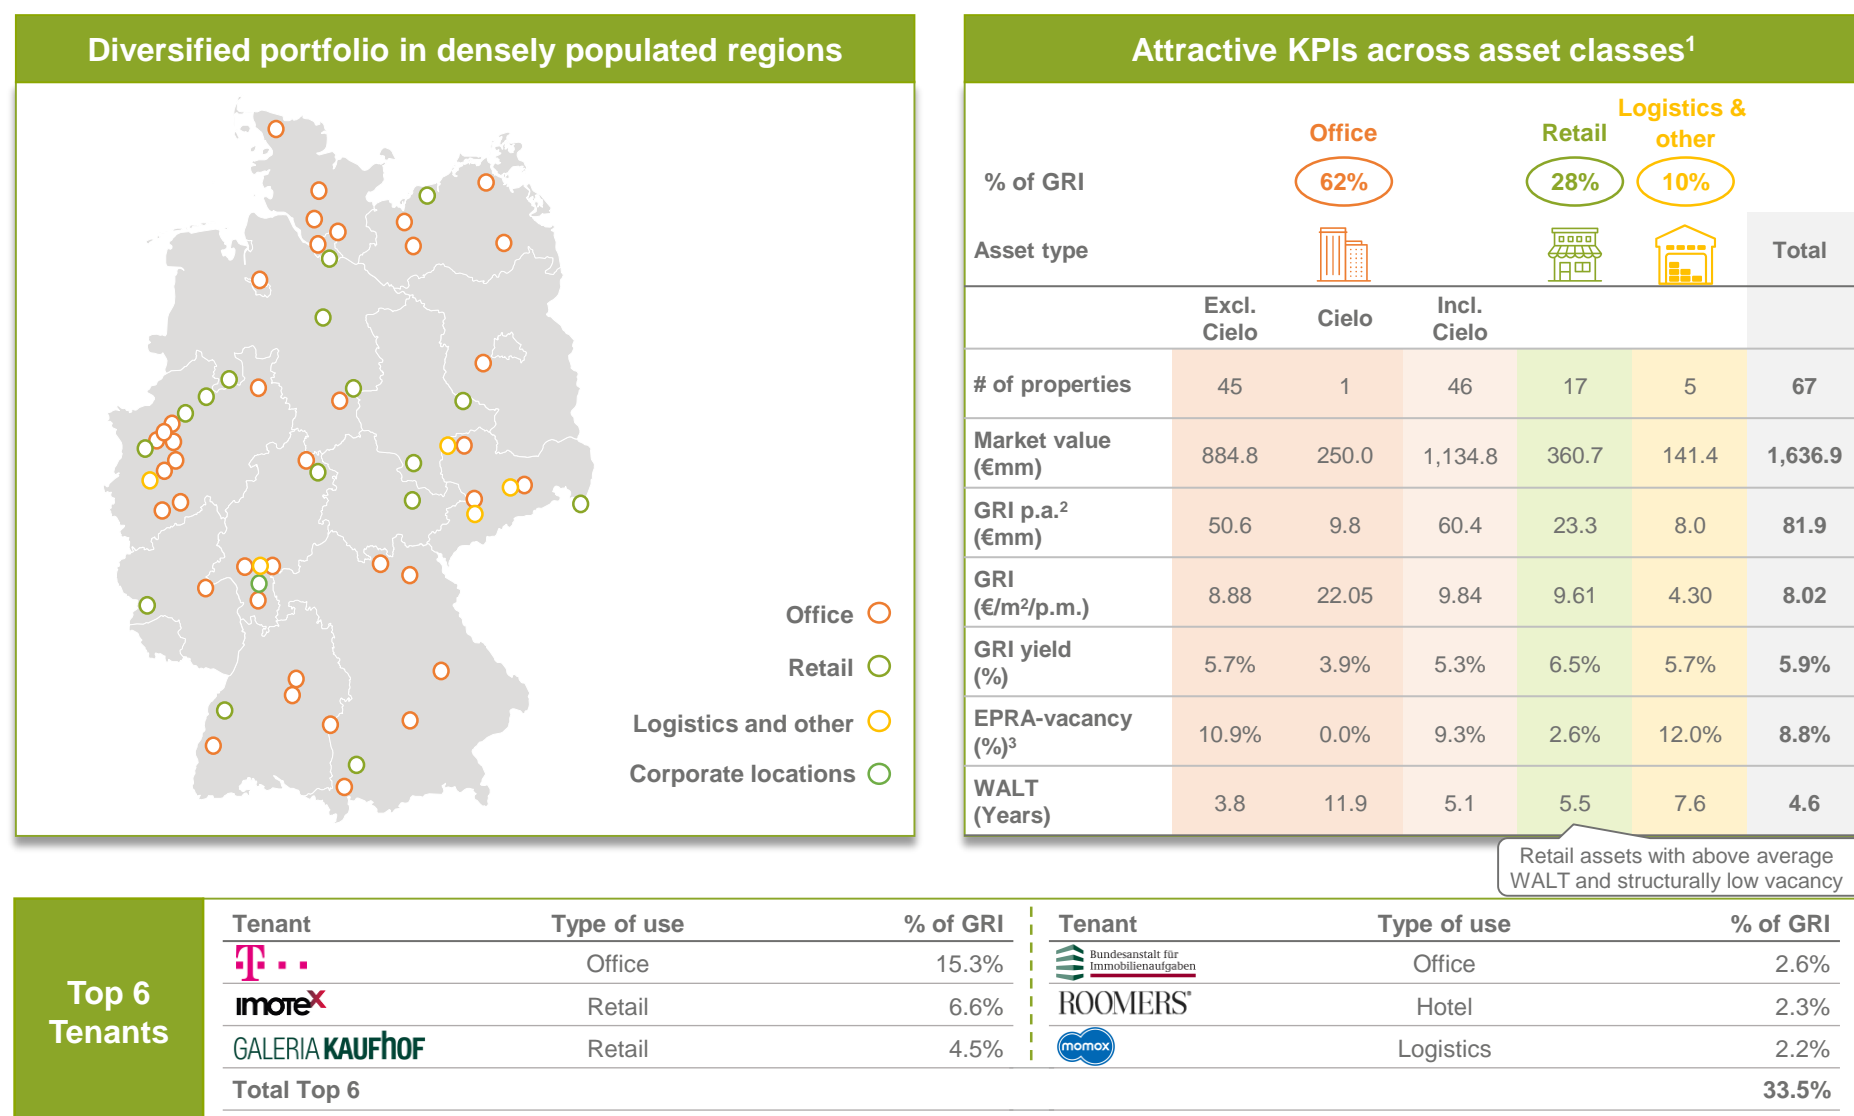 Diversified portfolio in densely populated regions
Office
Retail
Logistics and other
Corporate locations
Attractive KPIs across asset classes¹
Office
Retail
Logistics &
other
% of GRI
62%
28%
10%
Asset type
Total
Excl.
Cielo
Cielo
Incl.
Cielo
# of properties
45 1 46 17 5 67
Market value
(€mm)
884.8 250.0 1,134.8 360.7 141.4 1,636.9
GRI p.a.²
(€mm)
50.6 9.8 60.4 23.3 8.0 81.9
GRI
(€/m²/p.m.)
8.88 22.05 9.84 9.61 4.30 8.02
GRI yield
(%)
5.7% 3.9% 5.3% 6.5% 5.7% 5.9%
EPRA-vacancy
(%)³
10.9% 0.0% 9.3% 2.6% 12.0% 8.8%
WALT
(Years)
3.8 11.9 5.1 5.5 7.6 4.6
Retail assets with above average
WALT and structurally low vacancy
Top 6
Tenants
Tenant Type of use % of GRI
T Office 15.3%
IMOTEX Retail 6.6%
GALERIA KAUFhOF Retail 4.5%
Tenant Type of use % of GRI
Bundesanstalt für
Immobilienaufgaben
Office 2.6%
ROOMERS Hotel 2.3%
momox Logistics 2.2%
Total Top 6 33.5%